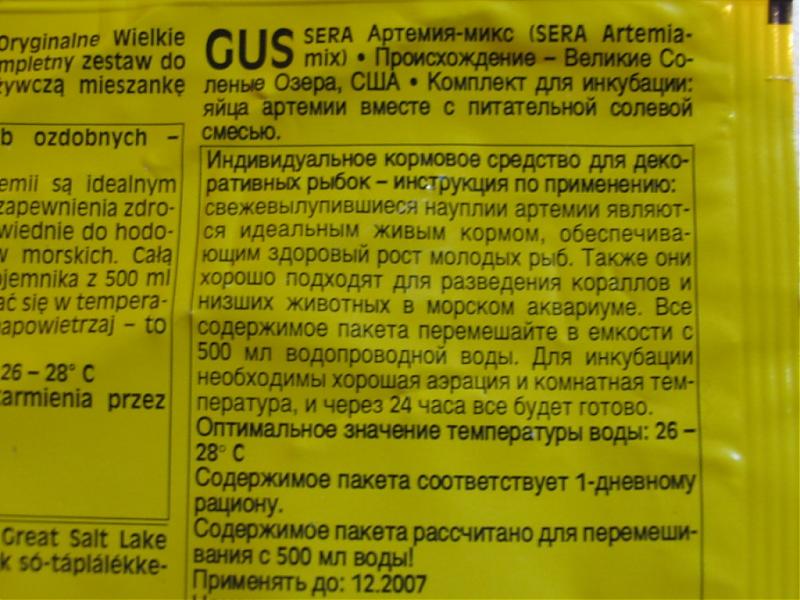 Oryginalne Wielkie
mpletny zestaw do
żywczą mieszankę
b ozdobnych –
emii są idealnym
zapewnienia zdro-
wiednie do hodo-
w morskich. Całą
ojemnika z 500 ml
ać się w tempera-
apowietrzaj – to
26 – 28° C
karmienia przez
Great Salt Lake
k só-táplálékke-
GUS SERA Артемия-микс (SERA Artemia-
mix) • Происхождение – Великие Со-
леные Озера, США • Комплект для инкубации:
яйца артемии вместе с питательной солевой
смесью.
Индивидуальное кормовое средство для деко-
ративных рыбок – инструкция по применению:
свежевылупившиеся науплии артемии являют-
ся идеальным живым кормом, обеспечива-
ющим здоровый рост молодых рыб. Также они
хорошо подходят для разведения кораллов и
низших животных в морском аквариуме. Все
содержимое пакета перемешайте в емкости с
500 мл водопроводной воды. Для инкубации
необходимы хорошая аэрация и комнатная тем-
пература, и через 24 часа все будет готово.
Оптимальное значение температуры воды: 26 –
28° C
Содержимое пакета соответствует 1-дневному
рациону.
Содержимое пакета рассчитано для перемеши-
вания с 500 мл воды!
Применять до: 12.2007